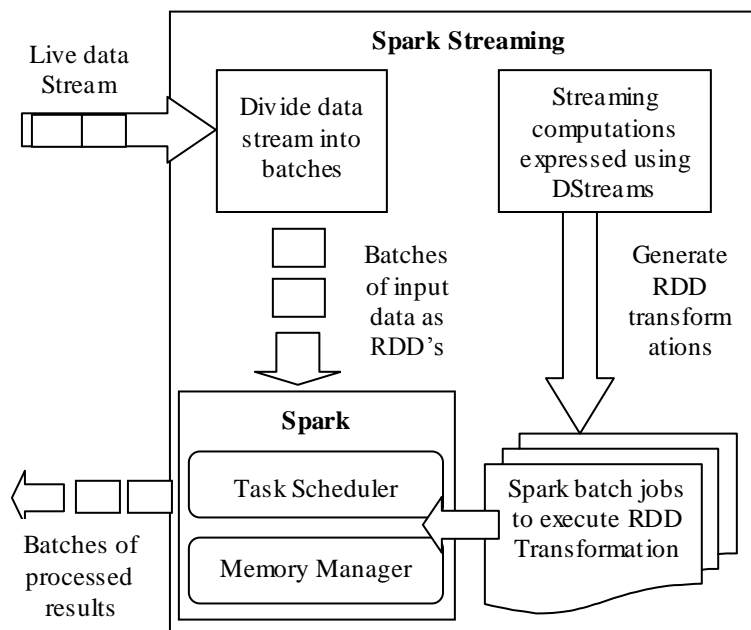 Spark Streaming
Live data
Stream
Divide data
stream into
batches
Streaming
computations
expressed using
DStreams
Batches
of input
data as
RDD's
Generate
RDD
transform
ations
Spark
Task Scheduler
Memory Manager
Spark batch jobs
to execute RDD
Transformation
Batches of
processed
results